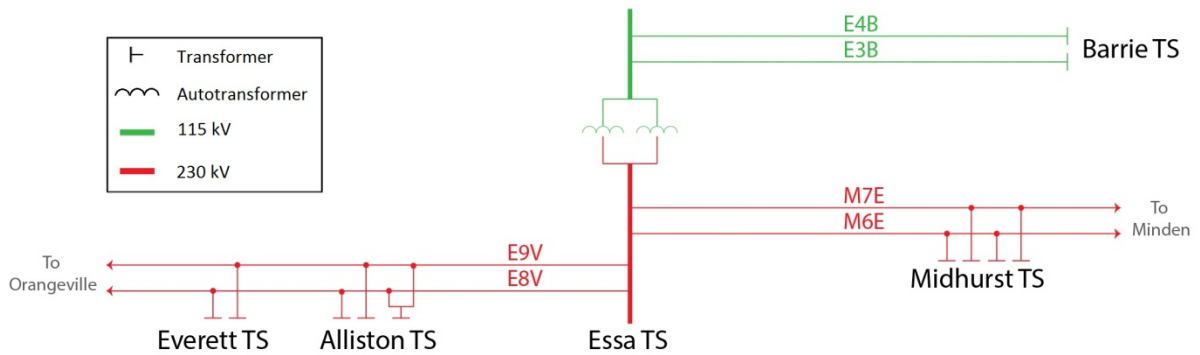 E4B
E3B
Barrie TS
Transformer
Autotransformer
115 kV
230 kV
M7E
M6E
To
Minden
Midhurst TS
E9V
E8V
To
Orangeville
Everett TS
Alliston TS
Essa TS